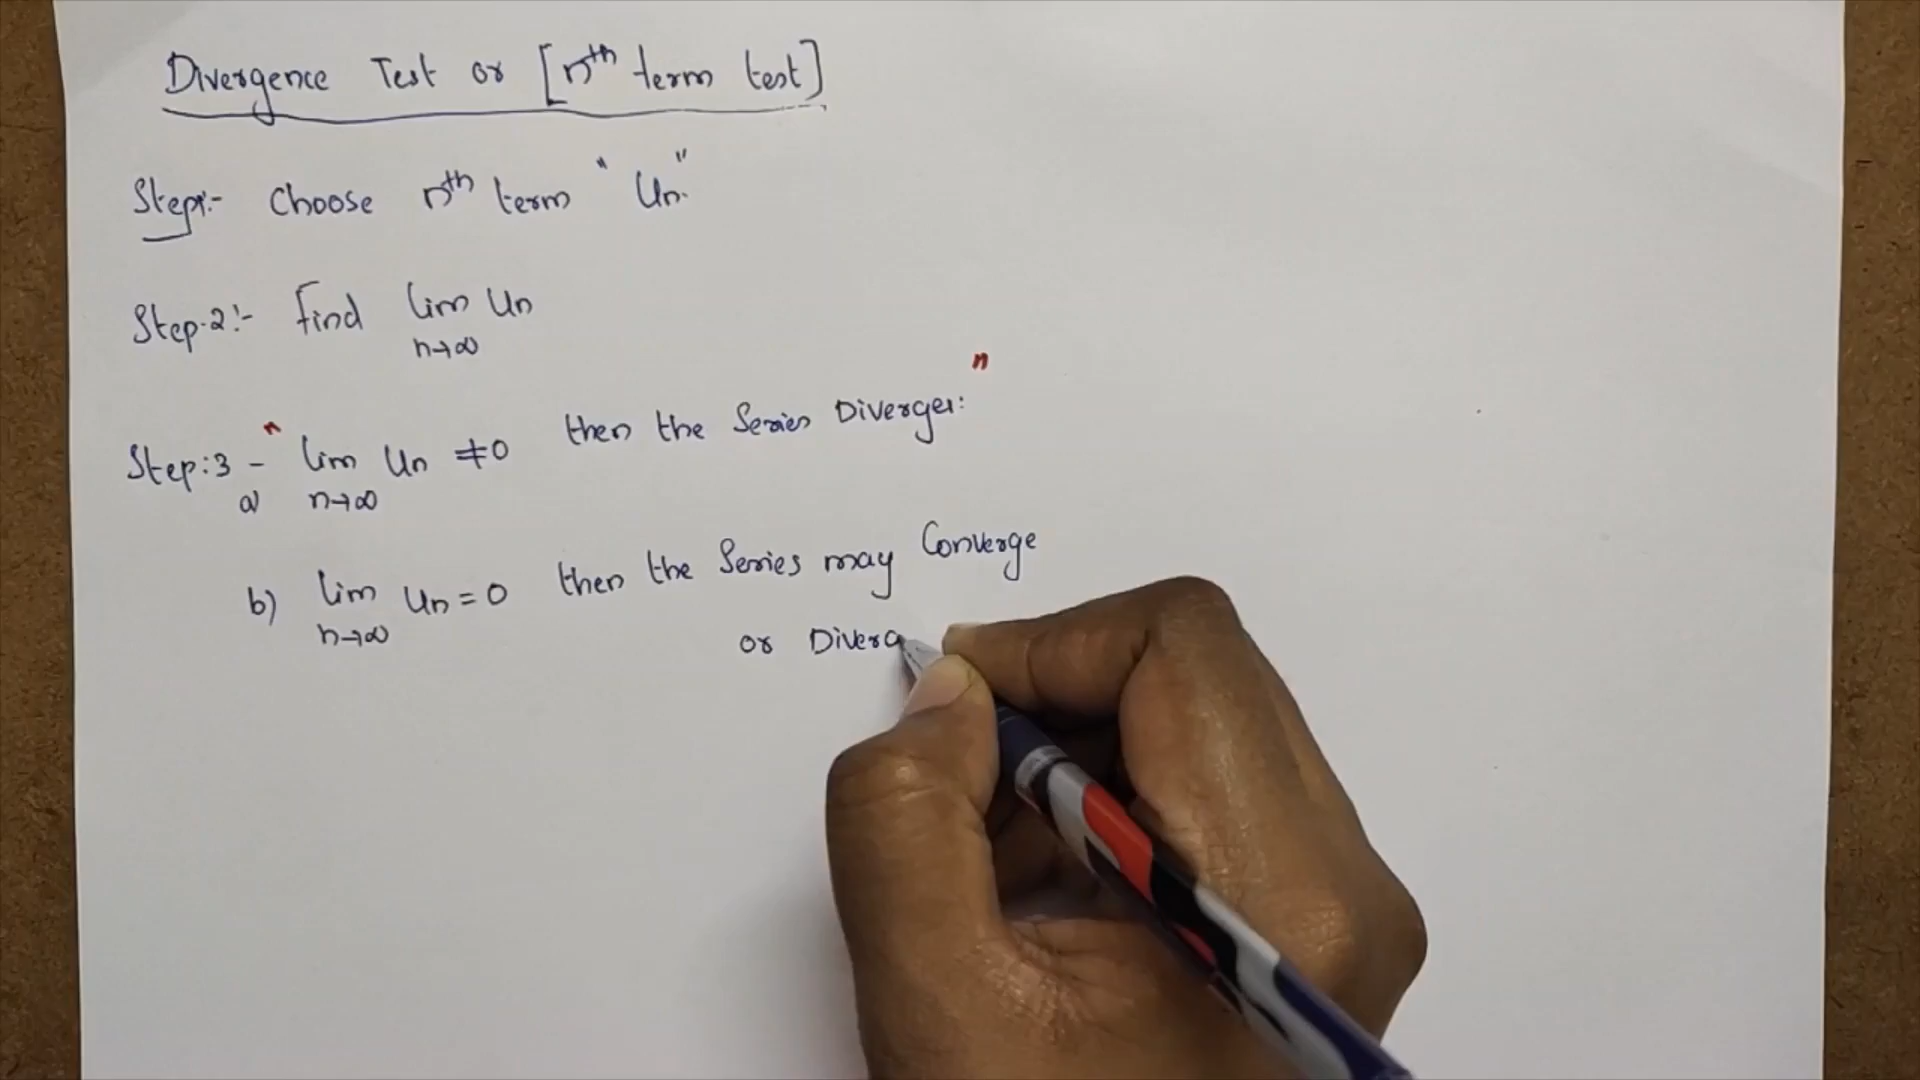 Divergence Test or [nth term test]
Step1:- Choose nth term "Un."
Step.2:- Find lim Un
n→∞
Step:3 - "lim Un ≠0 then the Series Diverges."
a) n→∞
b) lim Un=0 then the Series may Converge
n→∞
or Diverg